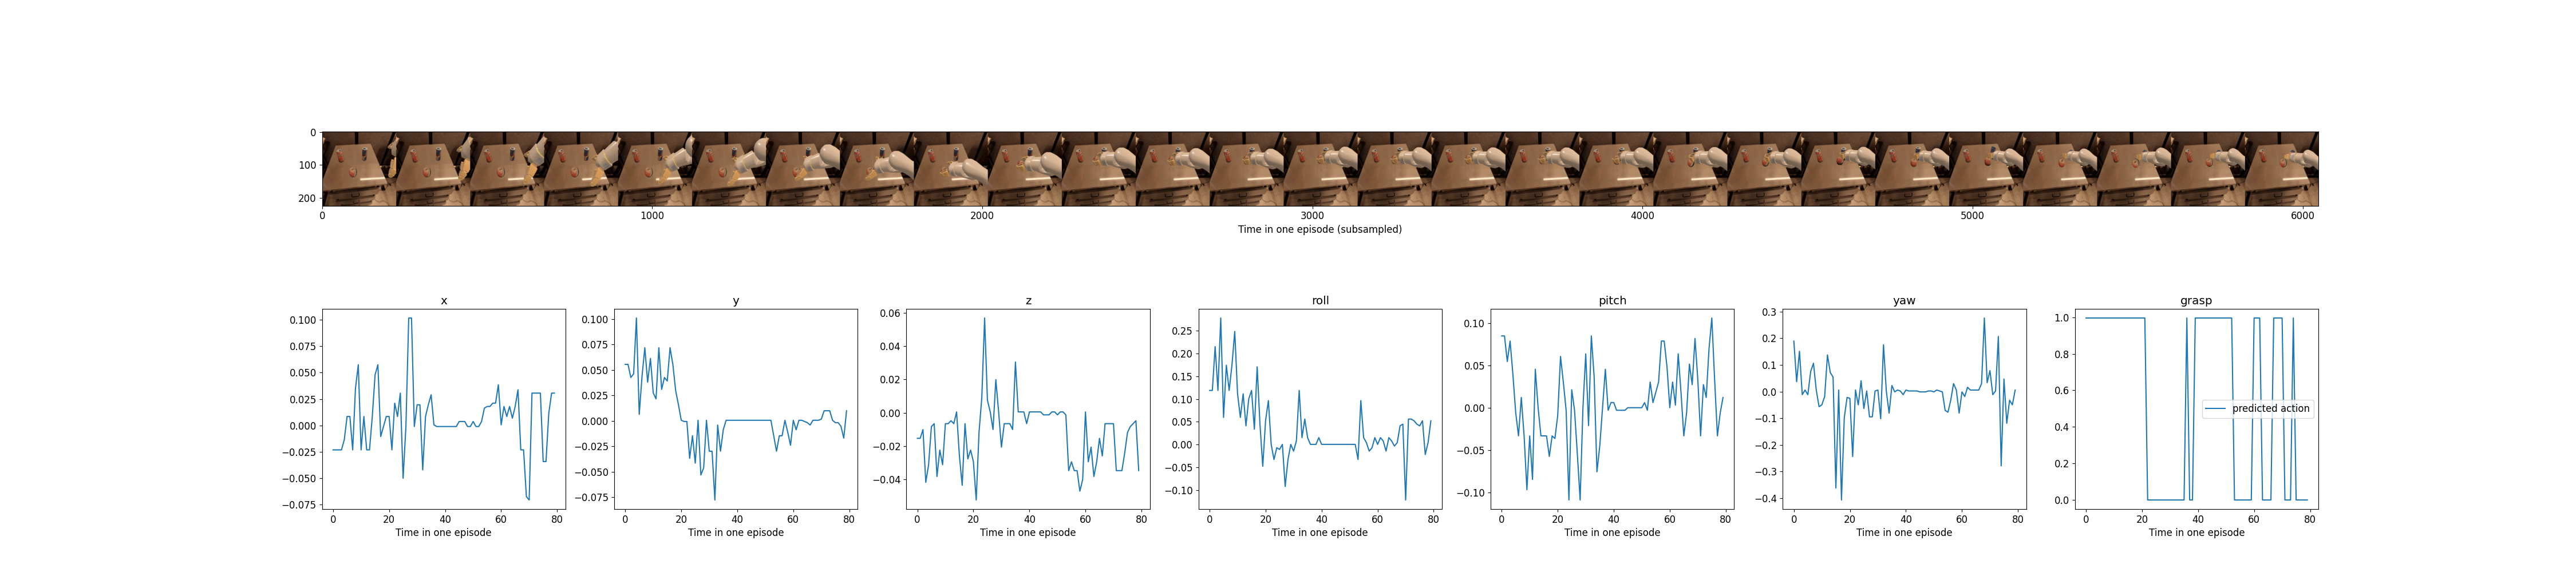 0
100
200
0 1000 2000 3000 4000 5000 6000
Time in one episode (subsampled)
x
0.100
0.075
0.050
0.025
0.000
−0.025
−0.050
−0.075
0 20 40 60 80
Time in one episode
y
0.100
0.075
0.050
0.025
0.000
−0.025
−0.050
−0.075
0 20 40 60 80
Time in one episode
z
0.06
0.04
0.02
0.00
−0.02
−0.04
0 20 40 60 80
Time in one episode
roll
0.25
0.20
0.15
0.10
0.05
0.00
−0.05
−0.10
0 20 40 60 80
Time in one episode
pitch
0.10
0.05
0.00
−0.05
−0.10
0 20 40 60 80
Time in one episode
yaw
0.3
0.2
0.1
0.0
−0.1
−0.2
−0.3
−0.4
0 20 40 60 80
Time in one episode
grasp
1.0
0.8
0.6
0.4
0.2
0.0
predicted action
0 20 40 60 80
Time in one episode